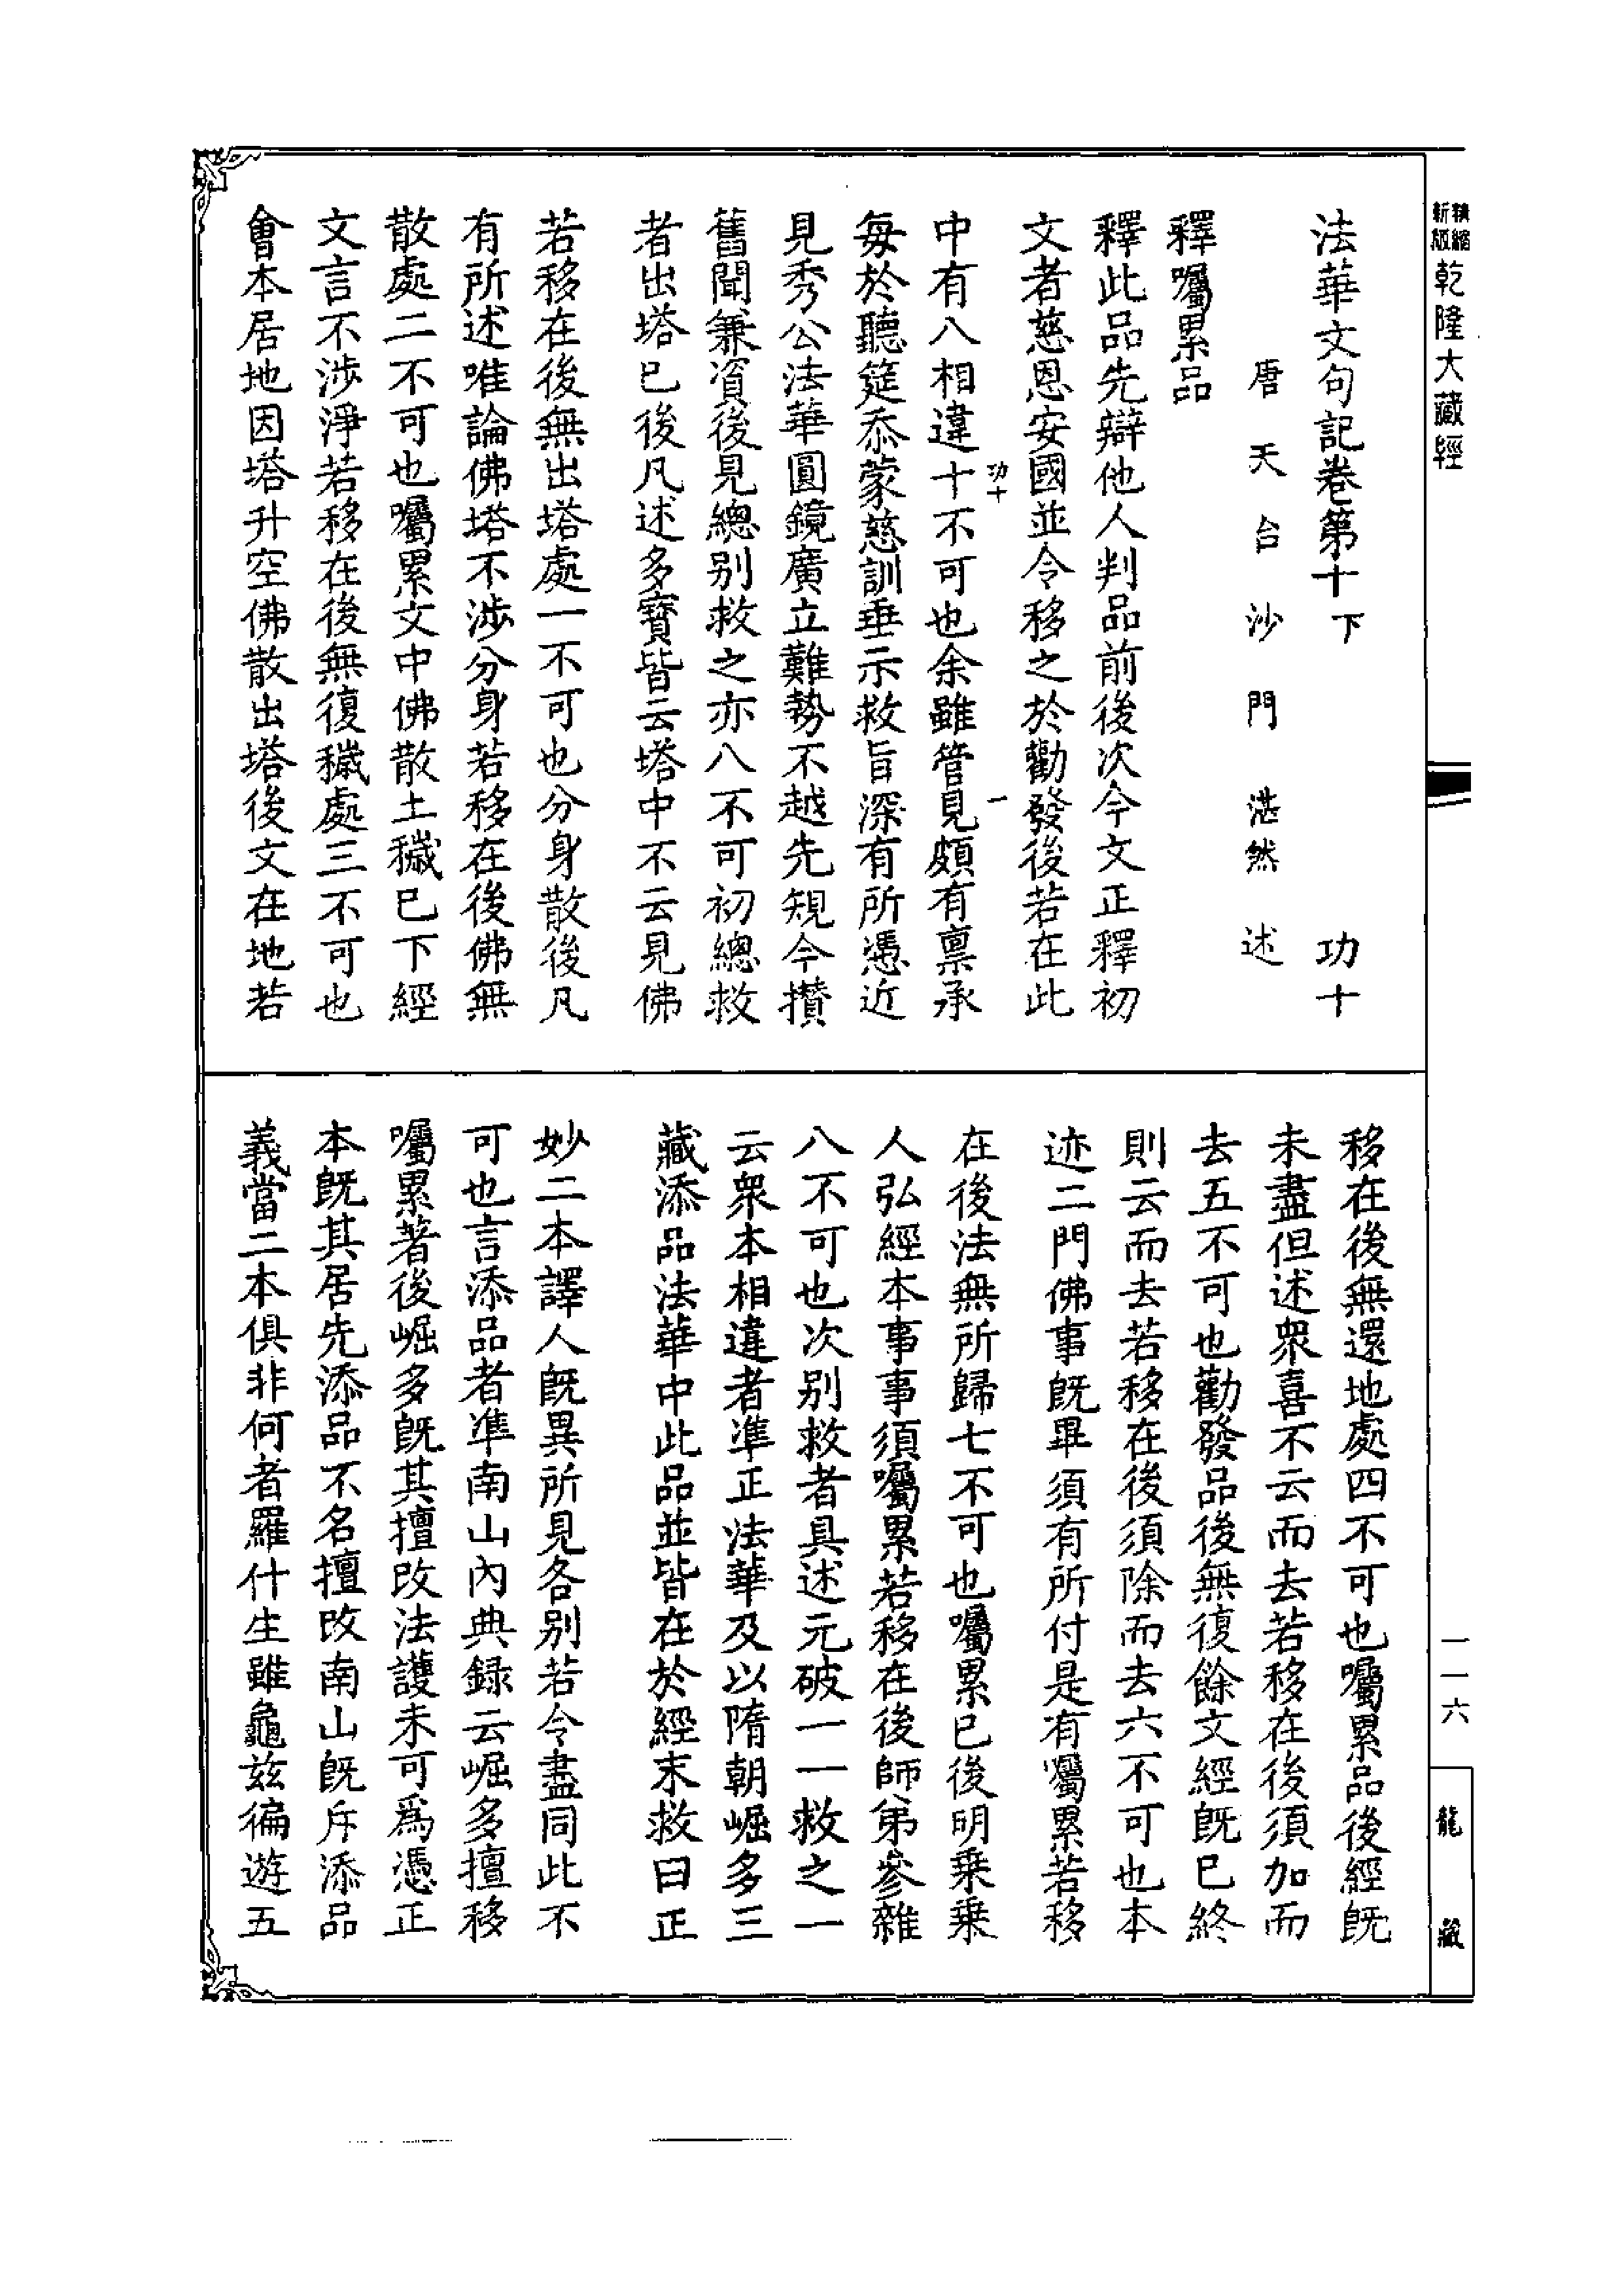 新版精縮乾隆大藏經
法華文句記卷第十下 功十
唐天台沙門湛然述
釋囑累品
釋此品先辯他人判品前後次今文正釋初
文者慈恩安國並令移之於勸發後若在此
功十 一
中有八相違十不可也余雖管見頗有稟承
每於聽筵忝蒙慈訓垂示救旨深有所憑近
見秀公法華圓鏡廣立難勢不越先規今攢
舊聞兼資後見總別救之亦八不可初總救
者出塔已後凡述多寶皆云塔中不云見佛
若移在後無出塔處一不可也分身散後凡
有所述唯論佛塔不涉分身若移在後佛無
散處二不可也囑累文中佛散土穢已下經
文言不涉淨若移在後無復穢處三不可也
會本居地因塔升空佛散出塔後文在地若
移在後無還地處四不可也囑累品後經既
未盡但述眾喜不云而去若移在後須加而
去五不可也勸發品後無復餘文經既已終
則云而去若移在後須除而去六不可也本
迹二門佛事既畢須有所付是有囑累若移
在後法無所歸七不可也囑累已後明乘乘
人弘經本事事須囑累若移在後師弟參雜
八不可也次別救者具述元破一一救之一
云眾本相違者準正法華及以隋朝崛多三
藏添品法華中此品並皆在於經末救曰正
妙二本譯人既異所見各別若令盡同此不
可也言添品者準南山內典録云崛多擅移
囑累著後崛多既其擅改法護未可為憑正
本既其居先添品不名擅改南山既斥添品
義當二本俱非何者羅什生雖龜茲徧遊五
一一六
龍藏